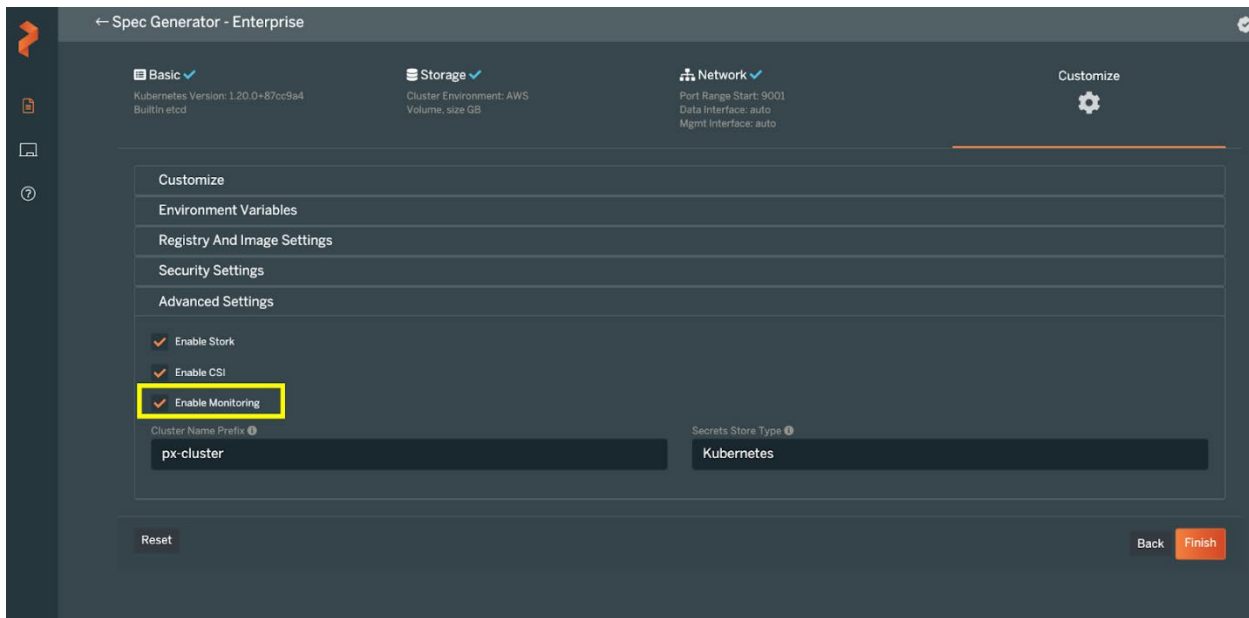 ← Spec Generator - Enterprise
Basic
Kubernetes Version: 1.20.0+87cc9a4
Builtin etcd
Storage
Cluster Environment: AWS
Volume, size GB
Network
Port Range Start: 9001
Data Interface: auto
Mgmt Interface: auto
Customize
Customize
Environment Variables
Registry And Image Settings
Security Settings
Advanced Settings
Enable Stork
Enable CSI
Enable Monitoring
Cluster Name Prefix
px-cluster
Secrets Store Type
Kubernetes
Reset
Back
Finish